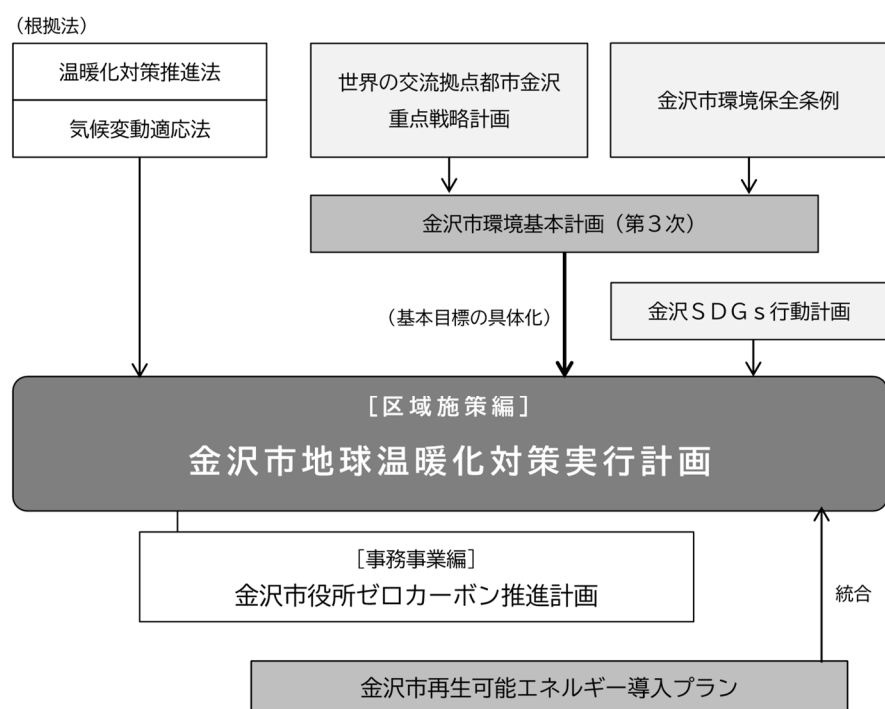 （根拠法）
温暖化対策推進法
気候変動適応法
世界の交流拠点都市金沢
重点戦略計画
金沢市環境保全条例
金沢市環境基本計画（第３次）
（基本目標の具体化）
金沢ＳＤＧｓ行動計画
［区域施策編］
金沢市地球温暖化対策実行計画
［事務事業編］
金沢市役所ゼロカーボン推進計画
統合
金沢市再生可能エネルギー導入プラン